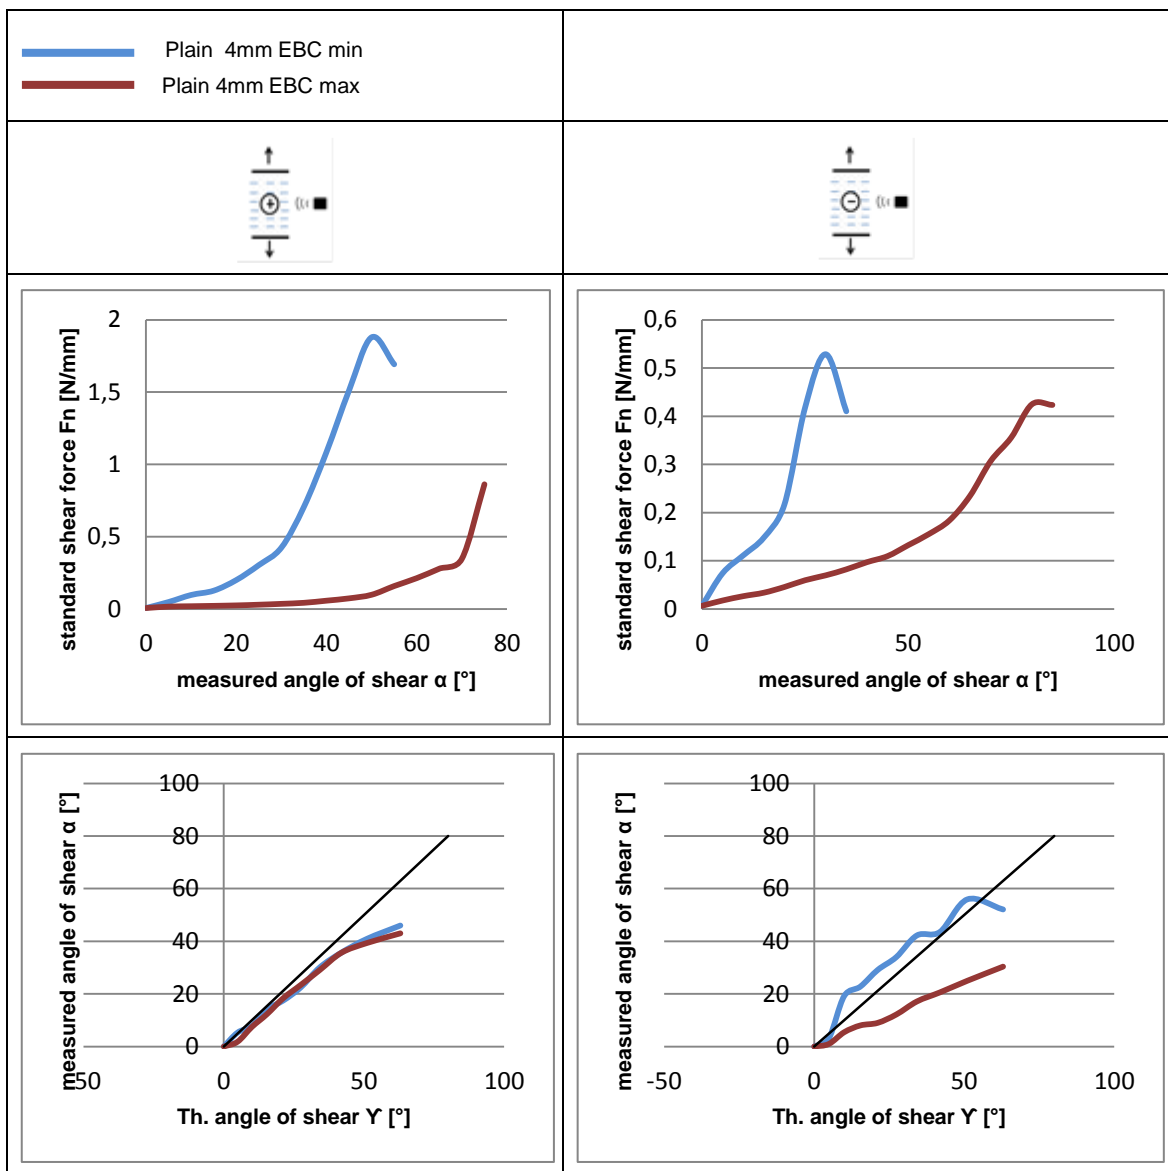 Plain  4mm EBC min
Plain 4mm EBC max
+
−
standard shear force Fn [N/mm]
2
1,5
1
0,5
0
0 20 40 60 80
measured angle of shear α [°]
standard shear force Fn [N/mm]
0,6
0,5
0,4
0,3
0,2
0,1
0
0 50 100
measured angle of shear α [°]
measured angle of shear α [°]
100
80
60
40
20
0
-50 0 50 100
Th. angle of shear ϒ [°]
measured angle of shear α [°]
100
80
60
40
20
0
-50 0 50 100
Th. angle of shear ϒ [°]